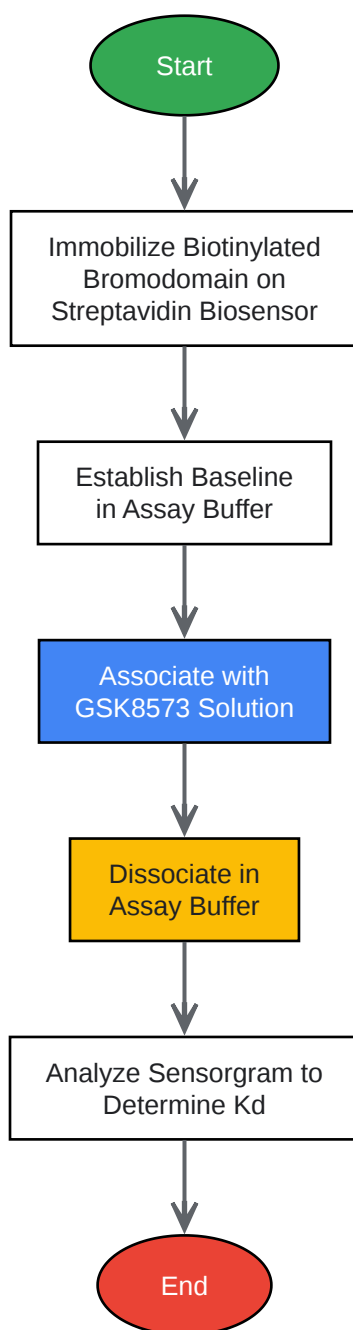 Start
Immobilize Biotinylated
Bromodomain on
Streptavidin Biosensor
Establish Baseline
in Assay Buffer
Associate with
GSK8573 Solution
Dissociate in
Assay Buffer
Analyze Sensorgram to
Determine Kd
End